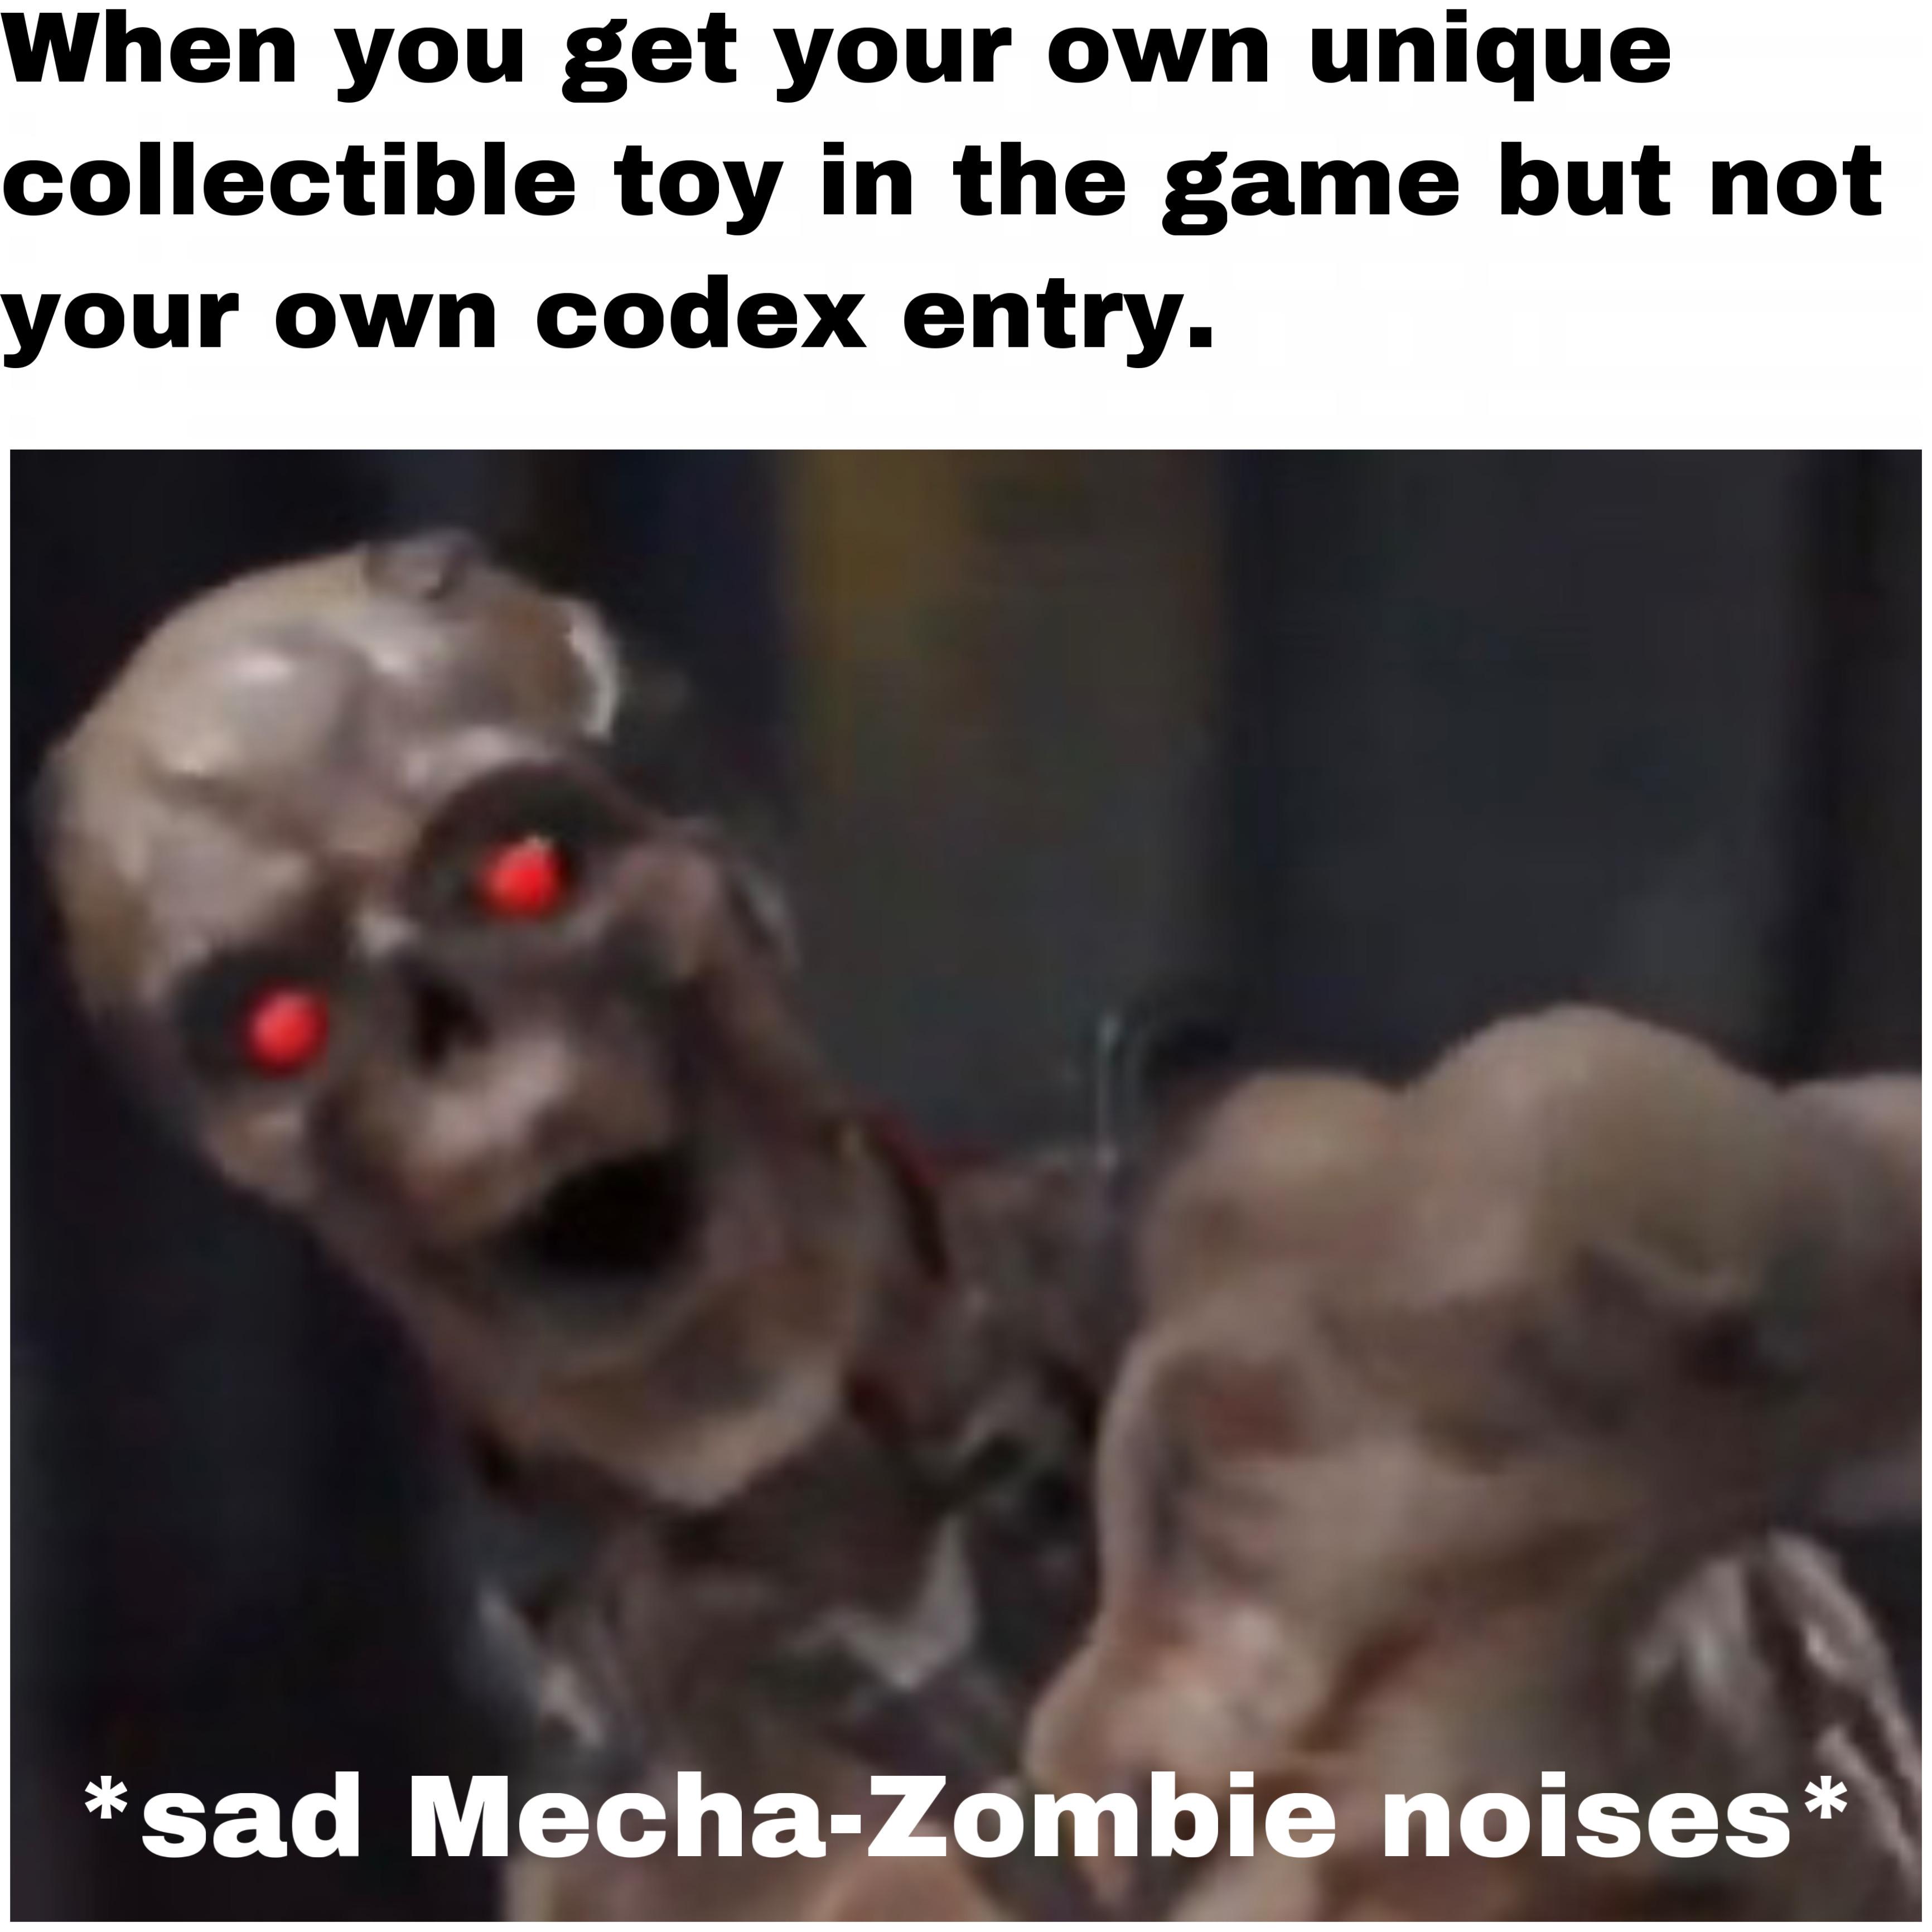 When you get your own unique
collectible toy in the game but not
your own codex entry.
*sad Mecha-Zombie noises*